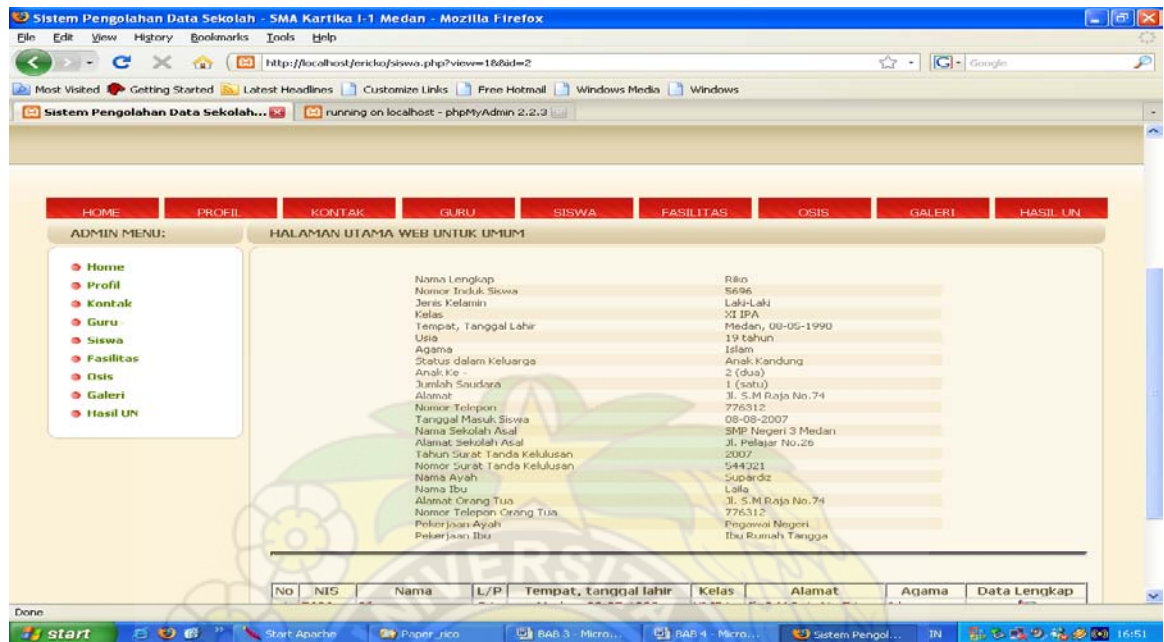 Sistem Pengolahan Data Sekolah - SMA Kartika I-1 Medan - Mozilla Firefox
File Edit View History Bookmarks Tools Help
http://localhost/ericko/siswa.php?view=1&&id=2
Google
Most Visited Getting Started Latest Headlines Customize Links Free Hotmail Windows Media Windows
Sistem Pengolahan Data Sekolah... running on localhost - phpMyAdmin 2.2.3
HOME PROFIL KONTAK GURU SISWA FASILITAS OSIS GALERI HASIL UN
ADMIN MENU: HALAMAN UTAMA WEB UNTUK UMUM
Home
Profil
Kontak
Guru
Siswa
Fasilitas
Osis
Galeri
Hasil UN
Nama Lengkap Riko
Nomor Induk Siswa 5696
Jenis Kelamin Laki-Laki
Kelas XI IPA
Tempat, Tanggal Lahir Medan,
Usia 19 tahun
Agama Islam
Status dalam Keluarga Anak Kandung
Anak Ke - 2 (dua)
Jumlah Saudara 1 (satu)
Alamat Jl. S.M Raja No.74
Nomor Telepon 776312
Tanggal Masuk Siswa 08-08-2007
Nama Sekolah Asal SMP Negeri 3 Medan
Alamat Sekolah Asal Jl. Pelajar No.26
Tahun Surat Tanda Kelulusan 2007
Nomor Surat Tanda Kelulusan 544321
Nama Ayah Supardiz
Nama Ibu Laila
Alamat Orang Tua Jl. S.M Raja No.74
Nomor Telepon Orang Tua 776312
Pekerjaan Ayah Pegawai Negeri
Pekerjaan Ibu Ibu Rumah Tangga
No NIS Nama L/P Tempat, tanggal lahir Kelas Alamat Agama Data Lengkap
Done
start Start Apache Paper_rico BAB 3 - Micro... BAB 4 - Micro... Sistem Pengol... IN 16:51